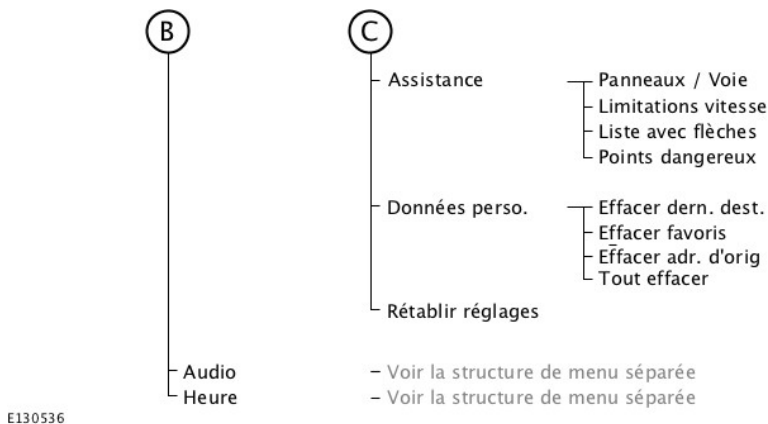 B C
Assistance Panneaux / Voie
Limitations vitesse
Liste avec flèches
Points dangereux
Données perso. Effacer dern. dest.
Effacer favoris
Effacer adr. d'orig
Tout effacer
Rétablir réglages
Audio – Voir la structure de menu séparée
Heure – Voir la structure de menu séparée
E130536